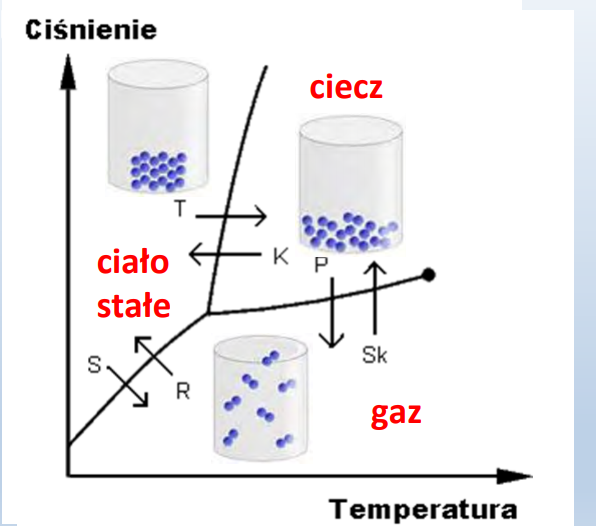 Ciśnienie
ciecz
T
K
P
ciało
stałe
S
R
Sk
gaz
Temperatura